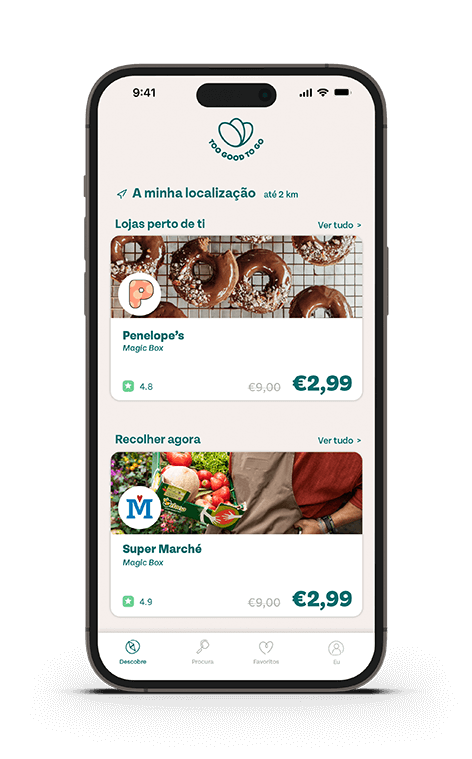 9:41
TOO GOOD TO GO
A minha localização até 2 km
Lojas perto de ti Ver tudo >
P
Penelope's
Magic Box
4.8 €9,00 €2,99
Recolher agora Ver tudo >
M
Super Marché
Magic Box
4.9 €9,00 €2,99
Descobre Procura Favoritos Eu